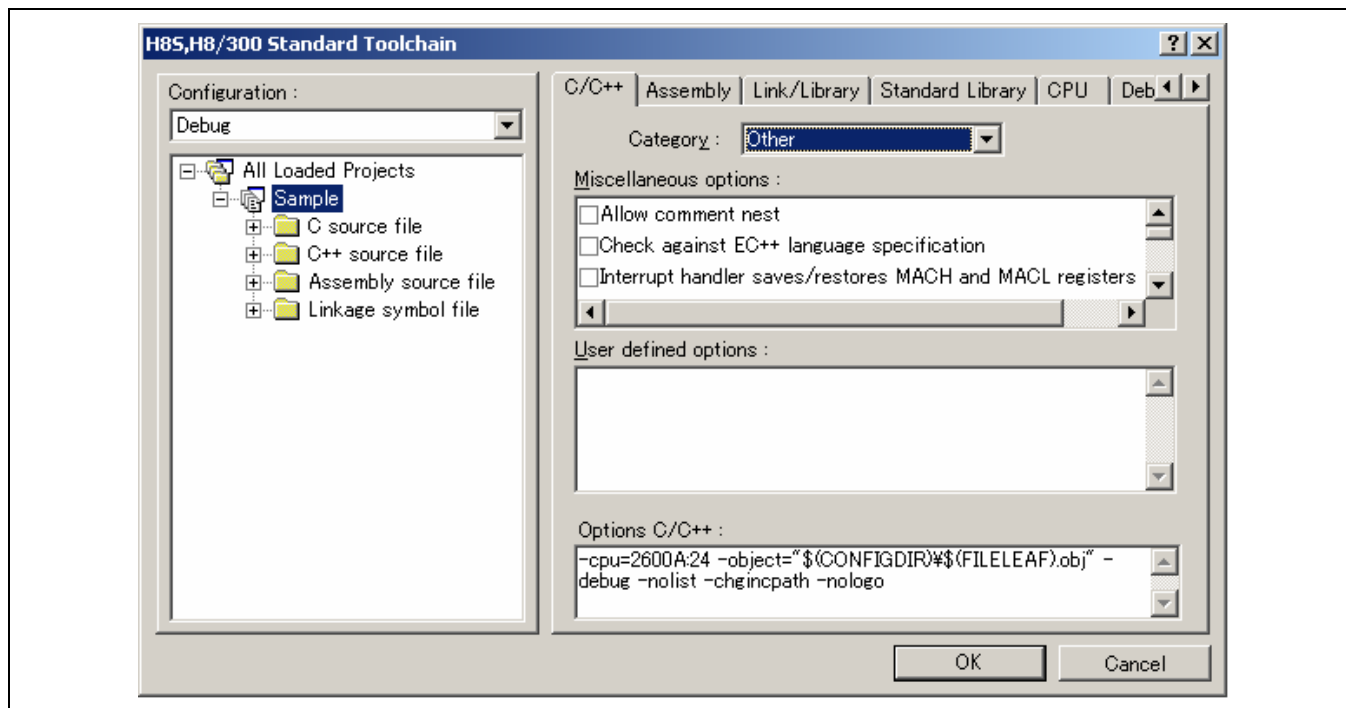 H8S,H8/300 Standard Toolchain
Configuration :
Debug
All Loaded Projects
Sample
C source file
C++ source file
Assembly source file
Linkage symbol file
C/C++ Assembly Link/Library Standard Library CPU Deb
Category : Other
Miscellaneous options :
Allow comment nest
Check against EC++ language specification
Interrupt handler saves/restores MACH and MACL registers
User defined options :
Options C/C++ :
-cpu=2600A:24 -object="$(CONFIGDIR)¥$(FILELEAF).obj" -
debug -nolist -chgincpath -nologo
OK Cancel